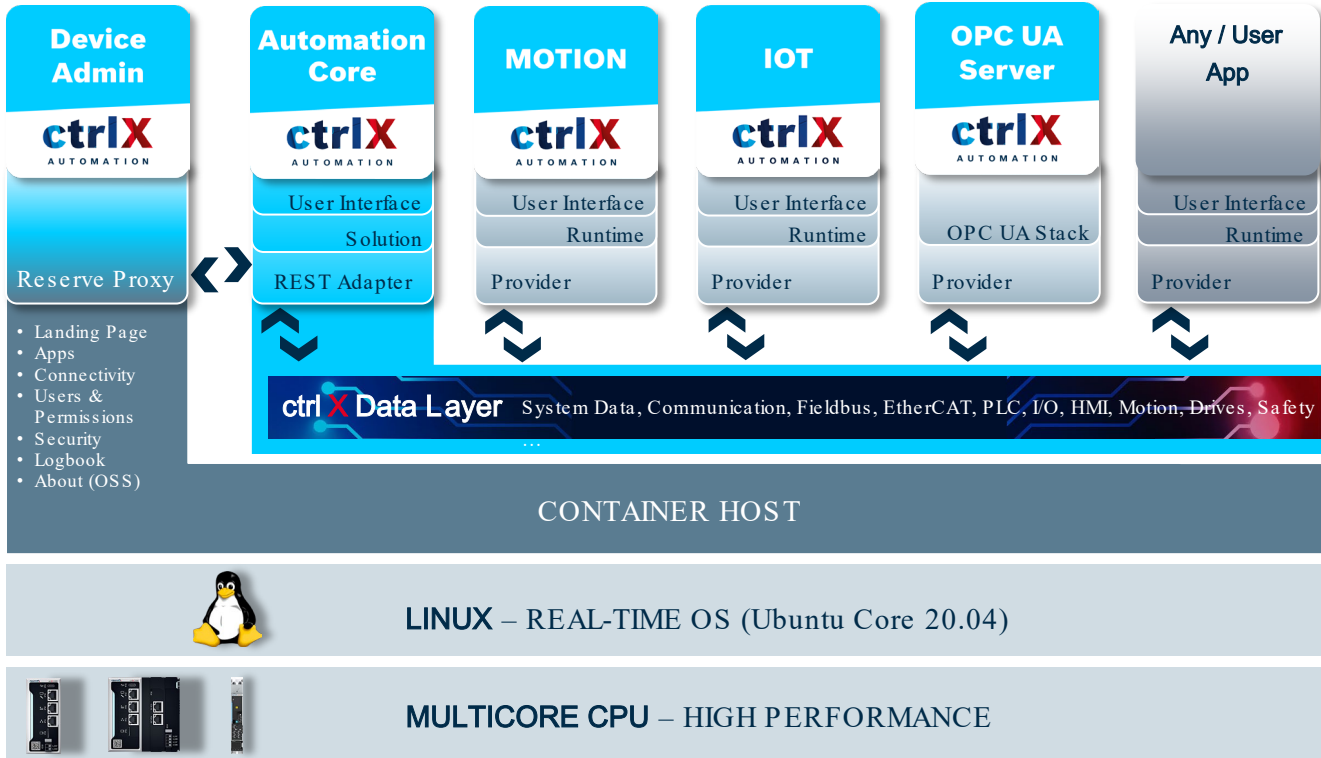 Device
Admin
ctrlX
AUTOMATION
Reserve Proxy
• Landing Page
• Apps
• Connectivity
• Users &
Permissions
• Security
• Logbook
• About (OSS)
Automation
Core
ctrlX
AUTOMATION
User Interface
Solution
REST Adapter
MOTION
ctrlX
AUTOMATION
User Interface
Runtime
Provider
IOT
ctrlX
AUTOMATION
User Interface
Runtime
Provider
OPC UA
Server
ctrlX
AUTOMATION
OPC UA Stack
Provider
Any / User
App
User Interface
Runtime
Provider
ctrlX Data Layer System Data, Communication, Fieldbus, EtherCAT, PLC, I/O, HMI, Motion, Drives, Safety
...
CONTAINER HOST
LINUX – REAL-TIME OS (Ubuntu Core 20.04)
MULTICORE CPU – HIGH PERFORMANCE